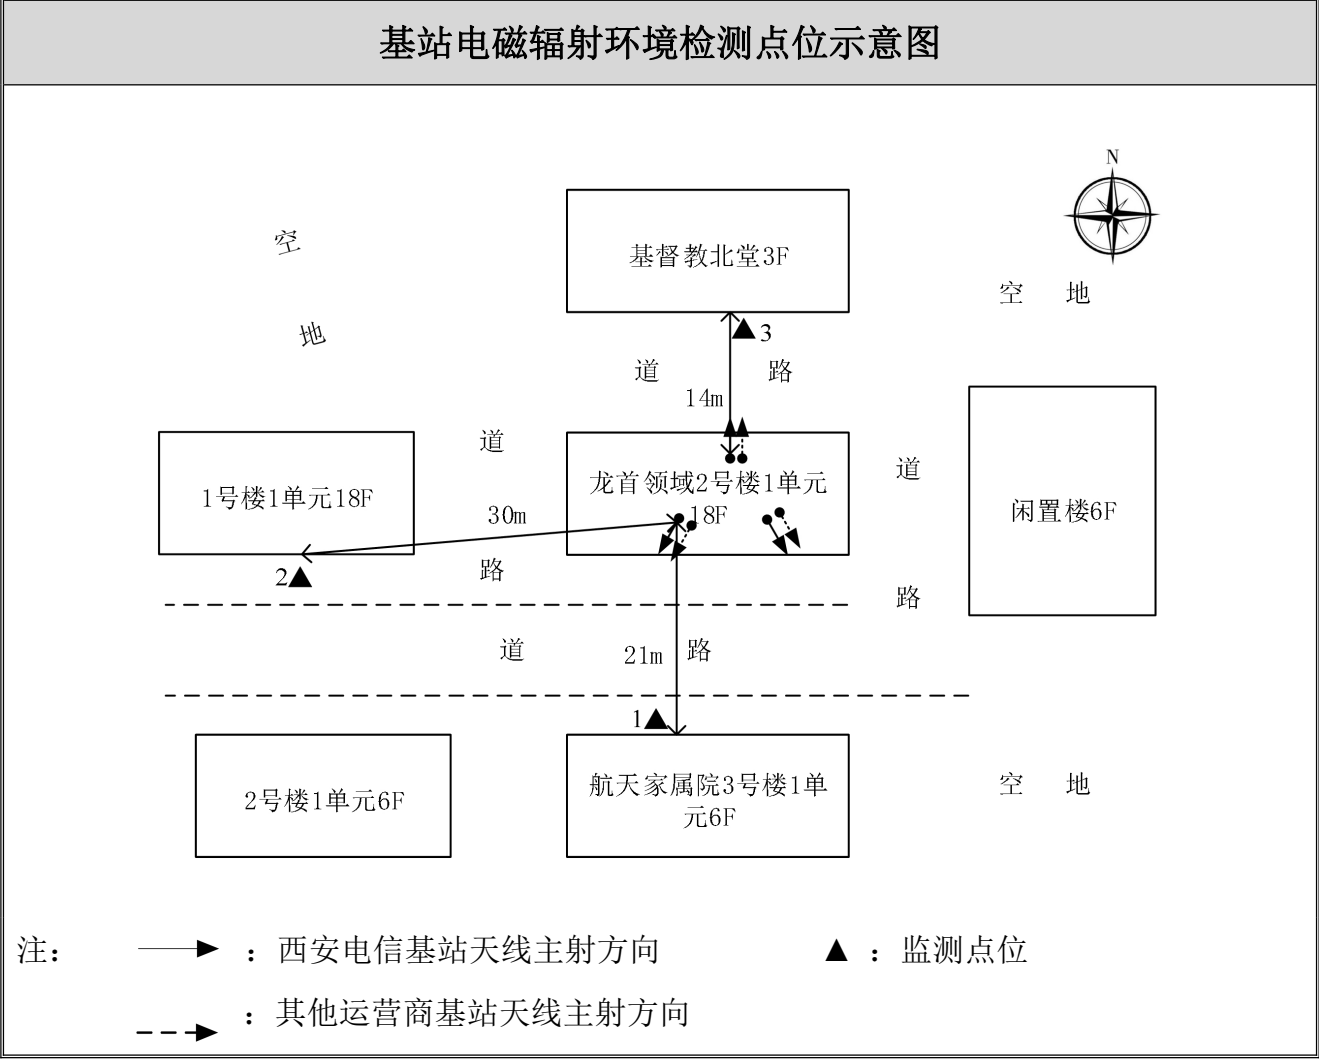 基站电磁辐射环境检测点位示意图
N
空
地
基督教北堂3F
空 地
3
道 路
14m
道
1号楼1单元18F
龙首领域2号楼1单元
18F
30m
道
闲置楼6F
2
路
路
道 路
21m
1
2号楼1单元6F
航天家属院3号楼1单
元6F
空 地
注: : 西安电信基站天线主射方向 ▲ : 监测点位
: 其他运营商基站天线主射方向